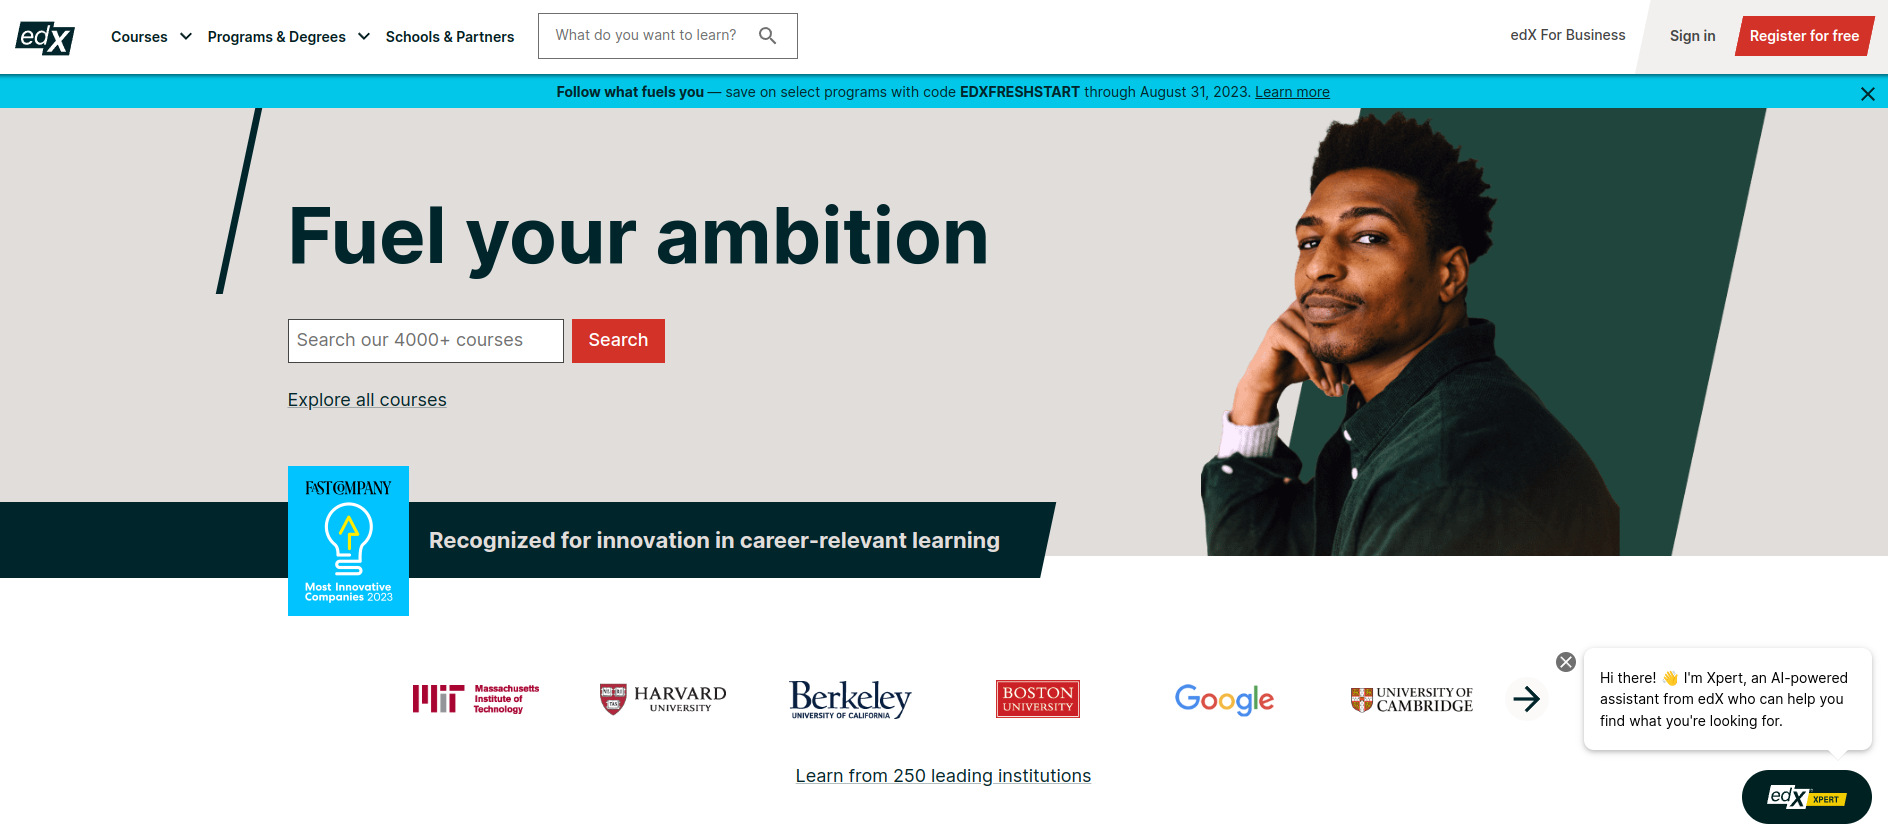 edX
Courses
Programs & Degrees
Schools & Partners
What do you want to learn?
edX For Business
Sign in
Register for free
Follow what fuels you — save on select programs with code EDXFRESHSTART through August 31, 2023. Learn more
Fuel your ambition
Search our 4000+ courses
Search
Explore all courses
FAST COMPANY
Most Innovative
Companies 2023
Recognized for innovation in career-relevant learning
MIT
Massachusetts
Institute of
Technology
VE RI TAS
HARVARD
UNIVERSITY
Berkeley
UNIVERSITY OF CALIFORNIA
BOSTON
UNIVERSITY
Google
UNIVERSITY OF
CAMBRIDGE
Hi there! 👋 I'm Xpert, an AI-powered
assistant from edX who can help you
find what you're looking for.
Learn from 250 leading institutions
edX XPERT